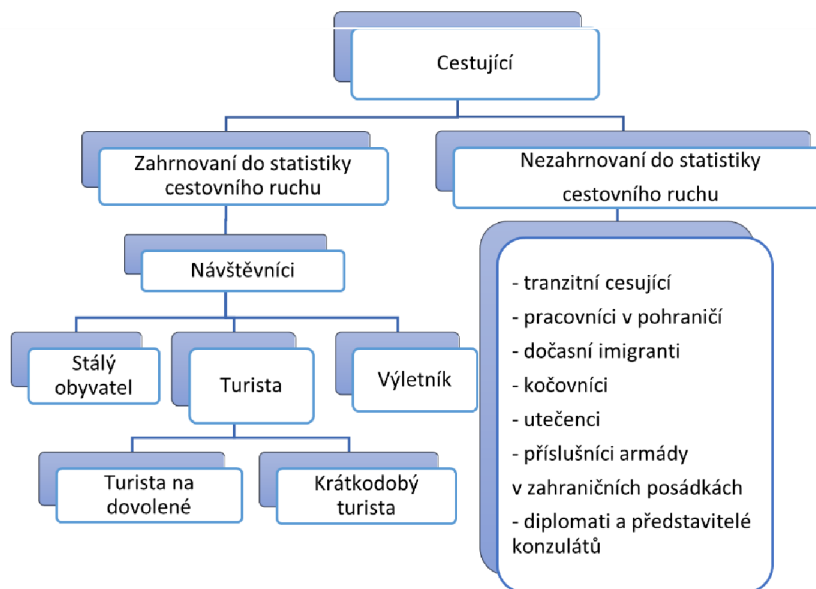 Cestující
Zahrnovaní do statistiky
cestovního ruchu
Nezahrnovaní do statistiky
cestovního ruchu
Návštěvníci
Stálý
obyvatel
Turista
Výletník
Turista na
dovolené
Krátkodobý
turista
- tranzitní cesující
- pracovníci v pohraničí
- dočasní imigranti
- kočovníci
- utečenci
- příslušníci armády
v zahraničních posádkách
- diplomati a představitelé
konzulátů